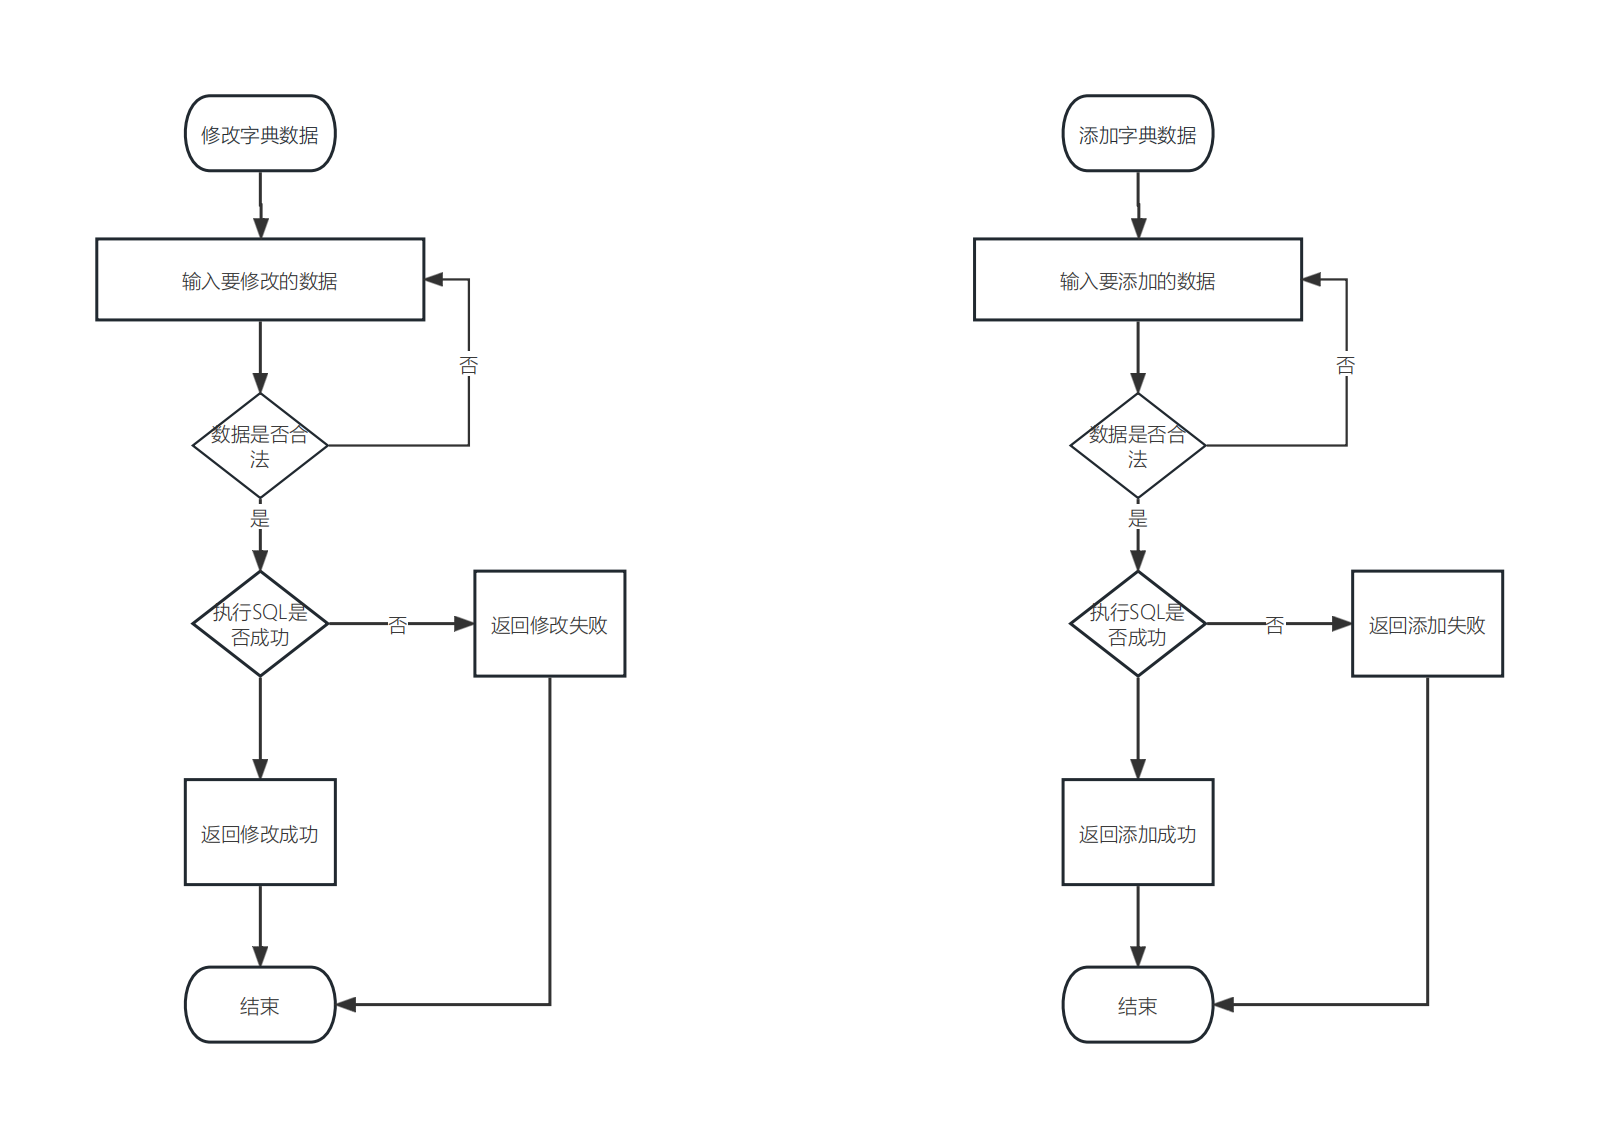 修改字典数据
输入要修改的数据
否
数据是否合
法
是
执行SQL是
否成功
否
返回修改失败
返回修改成功
结束
添加字典数据
输入要添加的数据
否
数据是否合
法
是
执行SQL是
否成功
否
返回添加失败
返回添加成功
结束